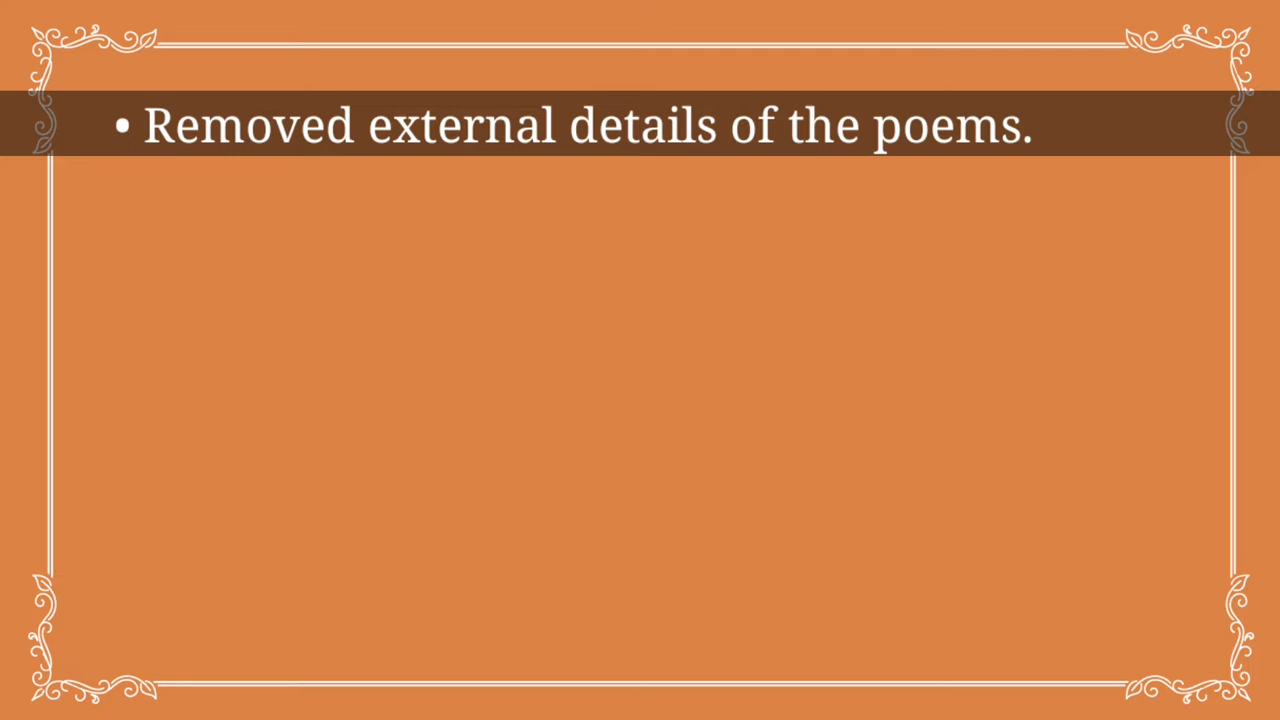 • Removed external details of the poems.